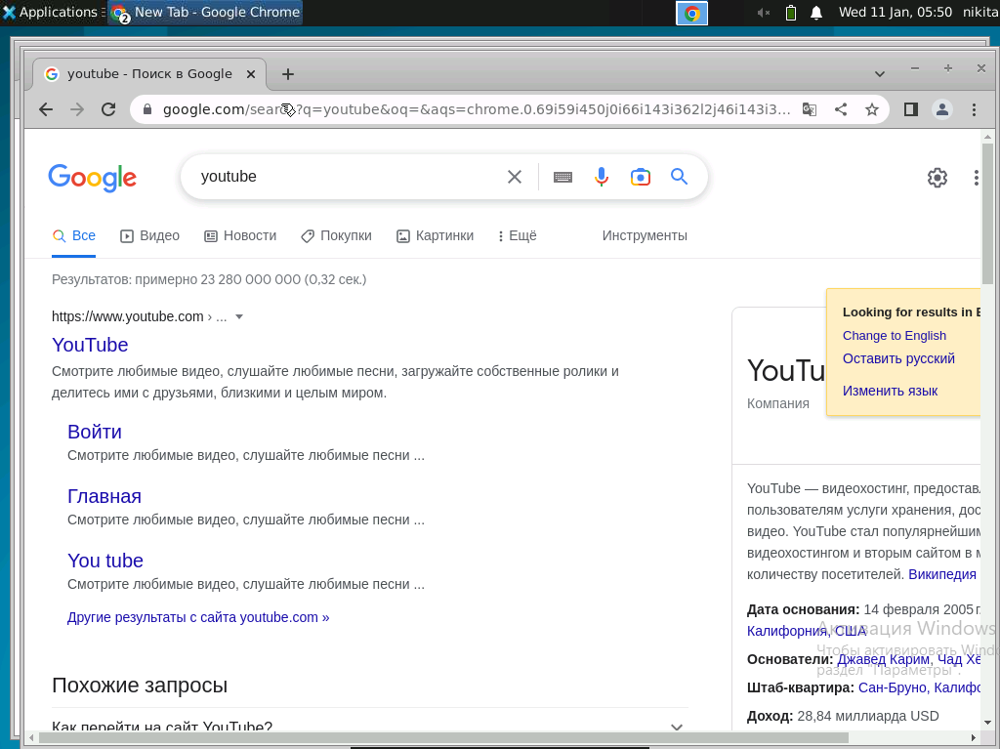 Applications
2
New Tab - Google Chrome
Wed 11 Jan, 05:50
nikita
youtube - Поиск в Google
google.com/search?q=youtube&oq=&aqs=chrome.0.69i59i450j0i66i143i362l2j46i143i3...
Google
youtube
Все
Видео
Новости
Покупки
Картинки
Ещё
Инструменты
Результатов: примерно 23 280 000 000 (0,32 сек.)
https://www.youtube.com › ...
YouTube
Смотрите любимые видео, слушайте любимые песни, загружайте собственные ролики и
делитесь ими с друзьями, близкими и целым миром.
Войти
Смотрите любимые видео, слушайте любимые песни ...
Главная
Смотрите любимые видео, слушайте любимые песни ...
You tube
Смотрите любимые видео, слушайте любимые песни ...
Другие результаты с сайта youtube.com »
Похожие запросы
Как перейти на сайт YouTube?
Looking for results in E
Change to English
Оставить русский
Изменить язык
YouTu
Компания
YouTube — видеохостинг, предостав
пользователям услуги хранения, дос
видео. YouTube стал популярнейшим
видеохостингом и вторым сайтом в м
количеству посетителей. Википедия
Дата основания: 14 февраля 2005 г.
Калифорния, США
Основатели: Джавед Карим, Чад Хё
Штаб-квартира: Сан-Бруно, Калифо
Доход: 28,84 миллиарда USD
Активация Windows
Чтобы активировать Wind
раздел "Параметры".